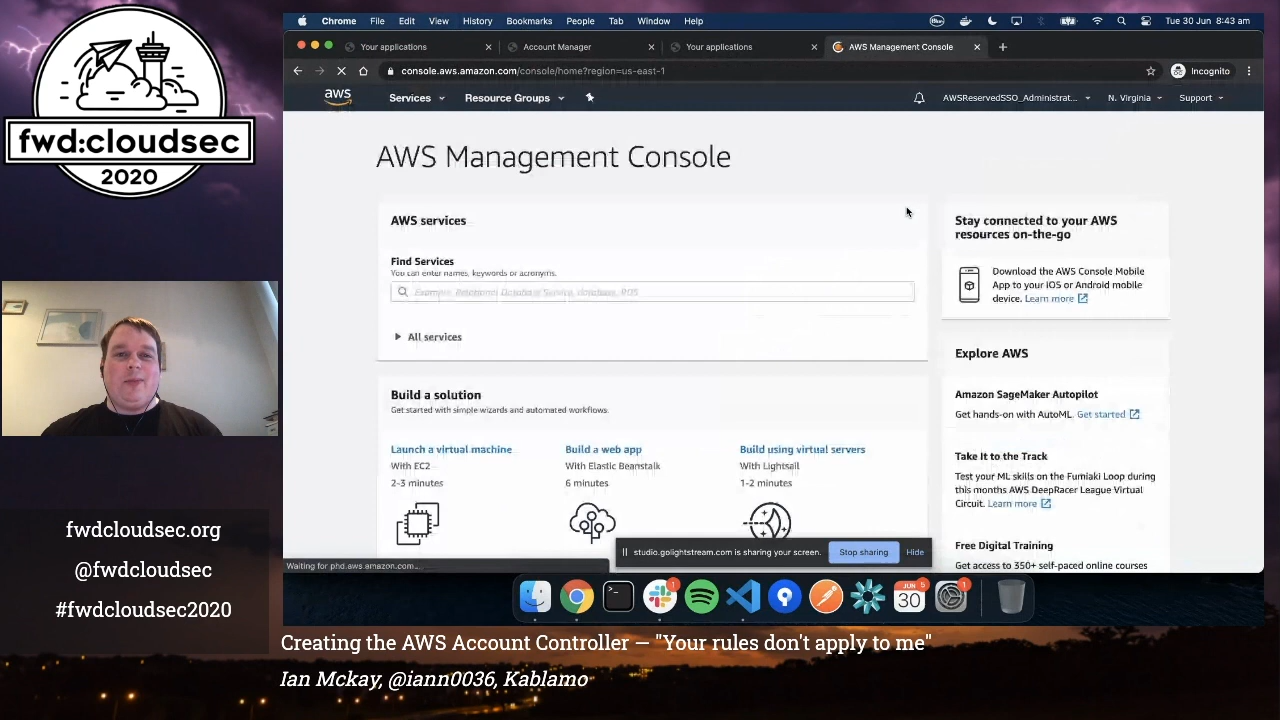 fwd:cloudsec
2020
Chrome File Edit View History Bookmarks People Tab Window Help
Tue 30 Jun 8:43 am
Your applications
Account Manager
Your applications
AWS Management Console
console.aws.amazon.com/console/home?region=us-east-1
Incognito
aws
Services
Resource Groups
AWSReservedSSO_Administrat...
N. Virginia
Support
AWS Management Console
AWS services
Find Services
You can enter names, keywords or acronyms.
Example: Relational Database Service, database, RDS
All services
Stay connected to your AWS
resources on-the-go
Download the AWS Console Mobile
App to your iOS or Android mobile
device. Learn more
Build a solution
Get started with simple wizards and automated workflows.
Launch a virtual machine
With EC2
2-3 minutes
Build a web app
With Elastic Beanstalk
6 minutes
Build using virtual servers
With Lightsail
1-2 minutes
Explore AWS
Amazon SageMaker Autopilot
Get hands-on with AutoML. Get started
Take It to the Track
Test your ML skills on the Fumiaki Loop during
this months AWS DeepRacer League Virtual
Circuit. Learn more
Free Digital Training
Get access to 350+ self-paced online courses
studio.golightstream.com is sharing your screen.
Stop sharing
Hide
Waiting for phd.aws.amazon.com...
1
JUN
5
30
1
fwdcloudsec.org
@fwdcloudsec
#fwdcloudsec2020
Creating the AWS Account Controller — "Your rules don't apply to me"
Ian Mckay, @iann0036, Kablamo